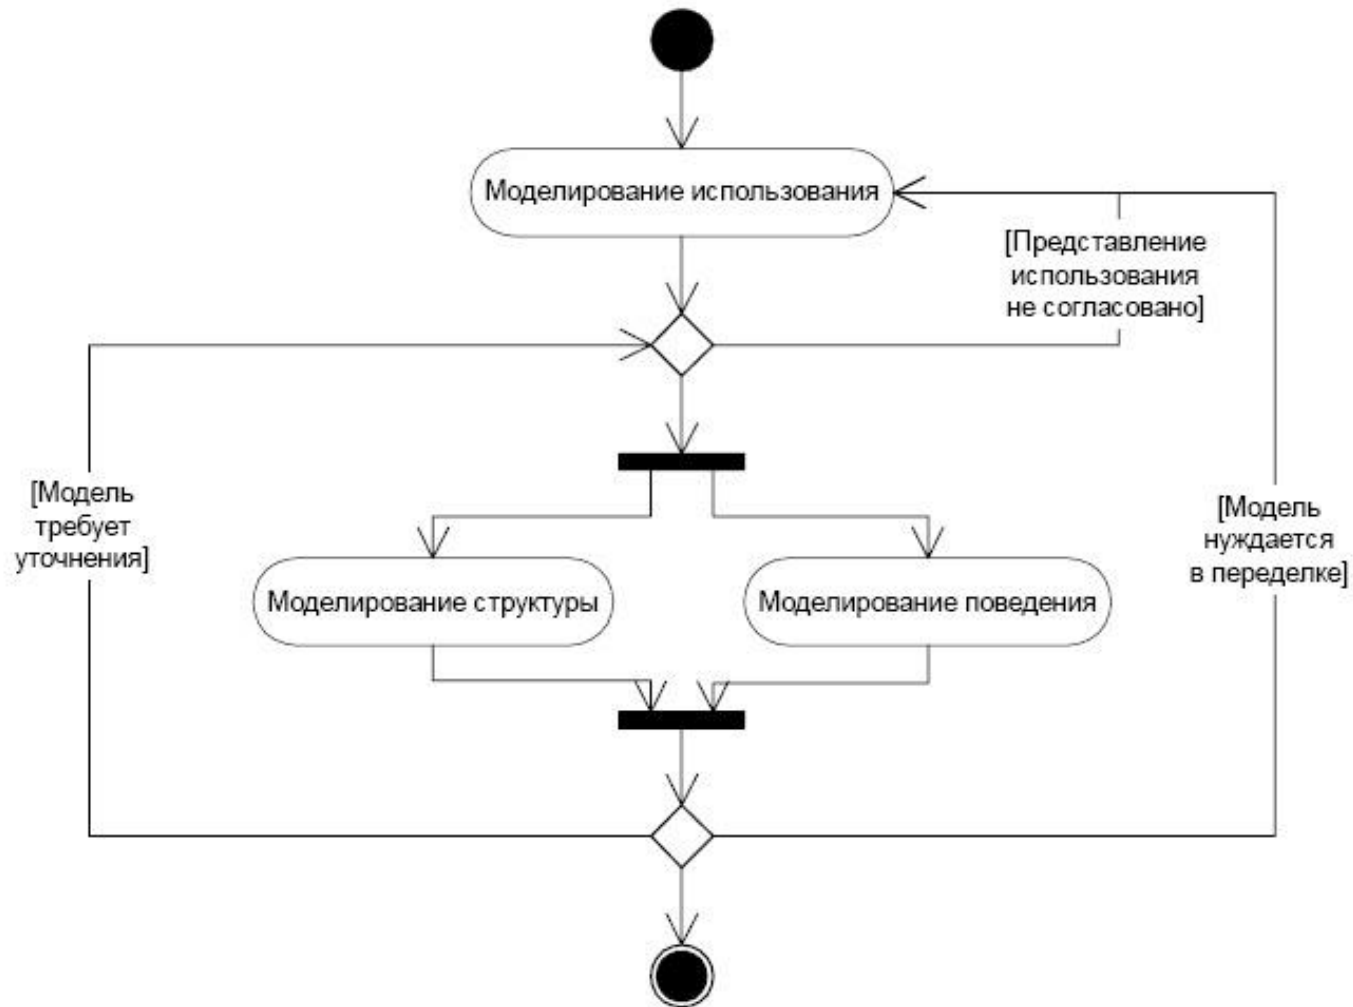 Моделирование использования
[Представление
использования
не согласовано]
[Модель
требует
уточнения]
[Модель
нуждается
в переделке]
Моделирование структуры
Моделирование поведения